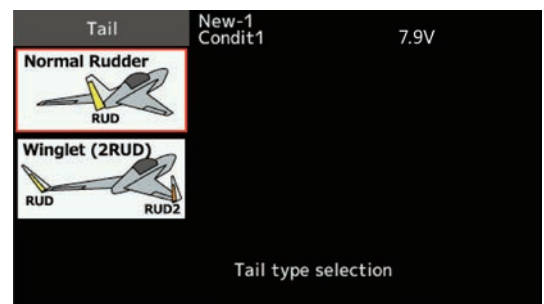 Tail
New-1
Condit1
7.9V
Normal Rudder
RUD
Winglet (2RUD)
RUD
RUD2
Tail type selection